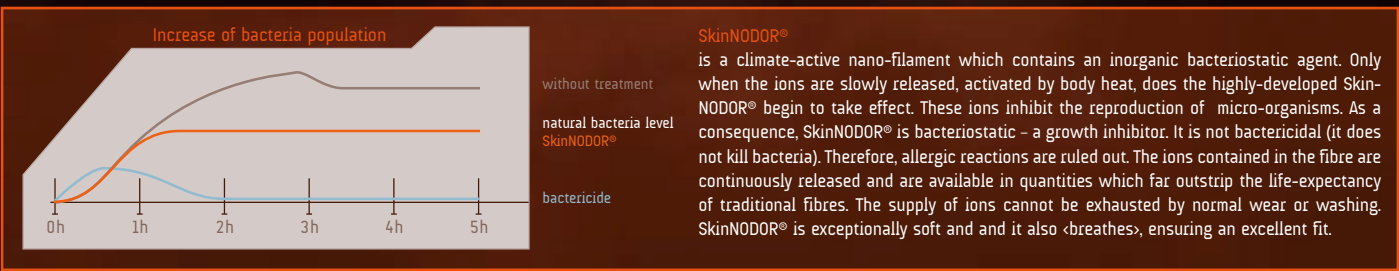 Increase of bacteria population
without treatment
natural bacteria level
SkinNODOR®
bactericide
0h 1h 2h 3h 4h 5h
SkinNODOR®
is a climate-active nano-filament which contains an inorganic bacteriostatic agent. Only
when the ions are slowly released, activated by body heat, does the highly-developed Skin-
NODOR® begin to take effect. These ions inhibit the reproduction of micro-organisms. As a
consequence, SkinNODOR® is bacteriostatic – a growth inhibitor. It is not bactericidal (it does
not kill bacteria). Therefore, allergic reactions are ruled out. The ions contained in the fibre are
continuously released and are available in quantities which far outstrip the life-expectancy
of traditional fibres. The supply of ions cannot be exhausted by normal wear or washing.
SkinNODOR® is exceptionally soft and and it also ‹breathes›, ensuring an excellent fit.